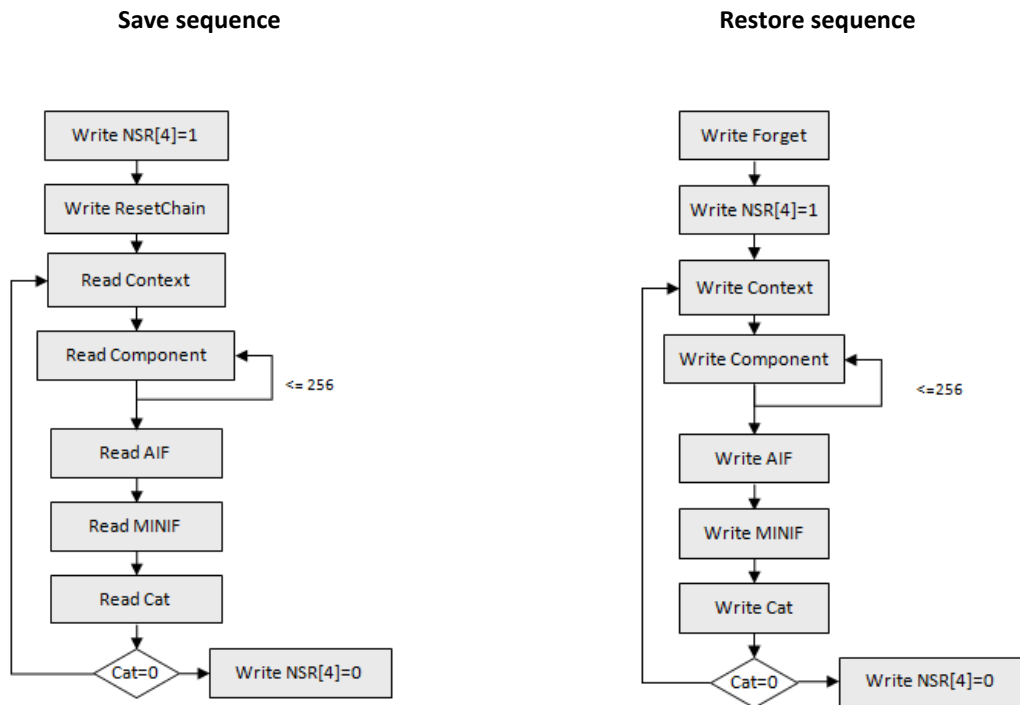 Save sequence
Write NSR[4]=1
Write ResetChain
Read Context
Read Component
<= 256
Read AIF
Read MINIF
Read Cat
Cat=0
Write NSR[4]=0
Restore sequence
Write Forget
Write NSR[4]=1
Write Context
Write Component
<=256
Write AIF
Write MINIF
Write Cat
Cat=0
Write NSR[4]=0